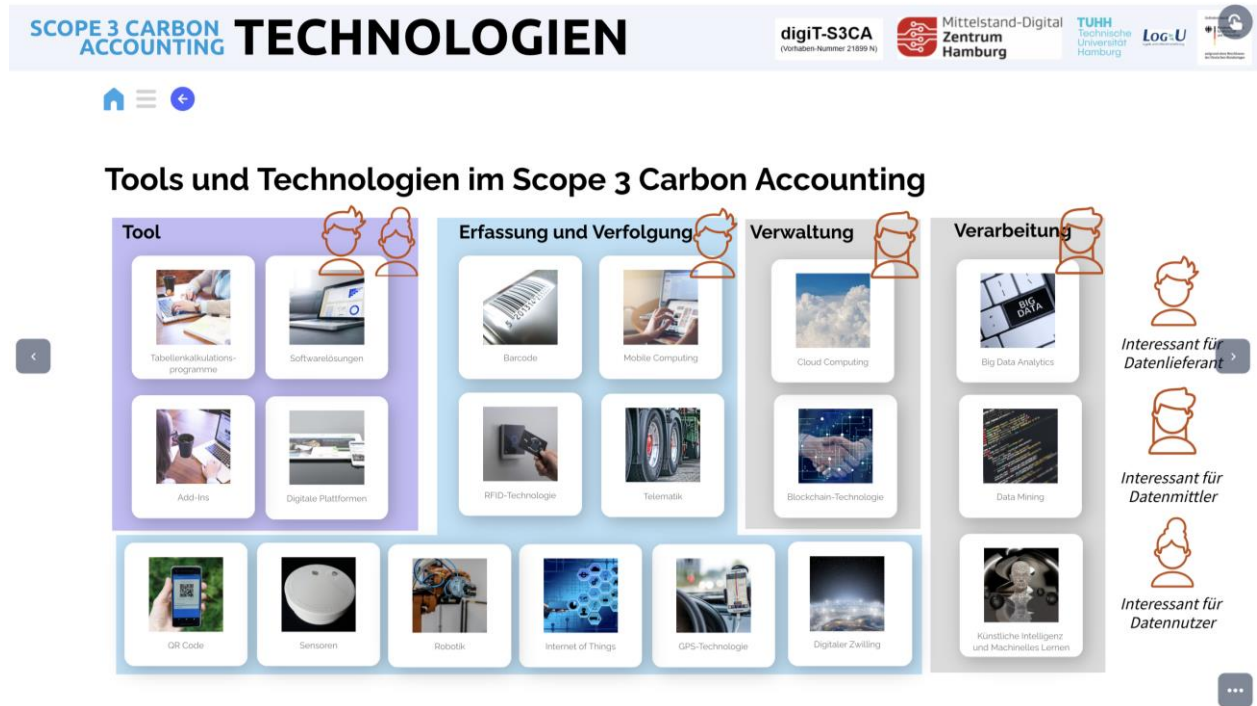 SCOPE 3 CARBON
ACCOUNTING
TECHNOLOGIEN
digiT-S3CA
(Vorhaben-Nummer 21899 N)
Mittelstand-Digital
Zentrum
Hamburg
TUHH
Technische
Universität
Hamburg
LogU
Tools und Technologien im Scope 3 Carbon Accounting
Tool
Tabellenkalkulations-
programme
Softwarelösungen
Add-Ins
Digitale Plattformen
Erfassung und Verfolgung
Barcode
Mobile Computing
RFID-Technologie
Telematik
QR Code
Sensoren
Robotik
Internet of Things
GPS-Technologie
Digitaler Zwilling
Verwaltung
Cloud Computing
Blockchain-Technologie
Verarbeitung
BIG
DATA
Big Data Analytics
Data Mining
Künstliche Intelligenz
und Machinelles Lernen
Interessant für
Datenlieferant
Interessant für
Datenmittler
Interessant für
Datennutzer